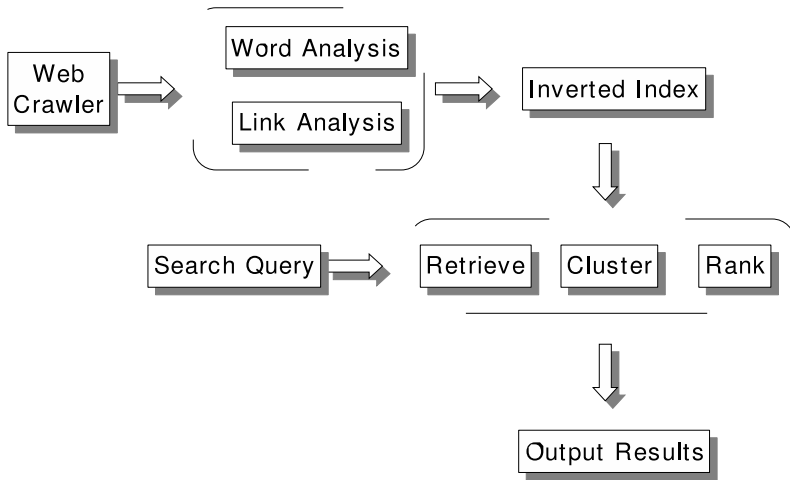 Web
Crawler
Word Analysis
Link Analysis
Inverted Index
Search Query
Retrieve
Cluster
Rank
Output Results